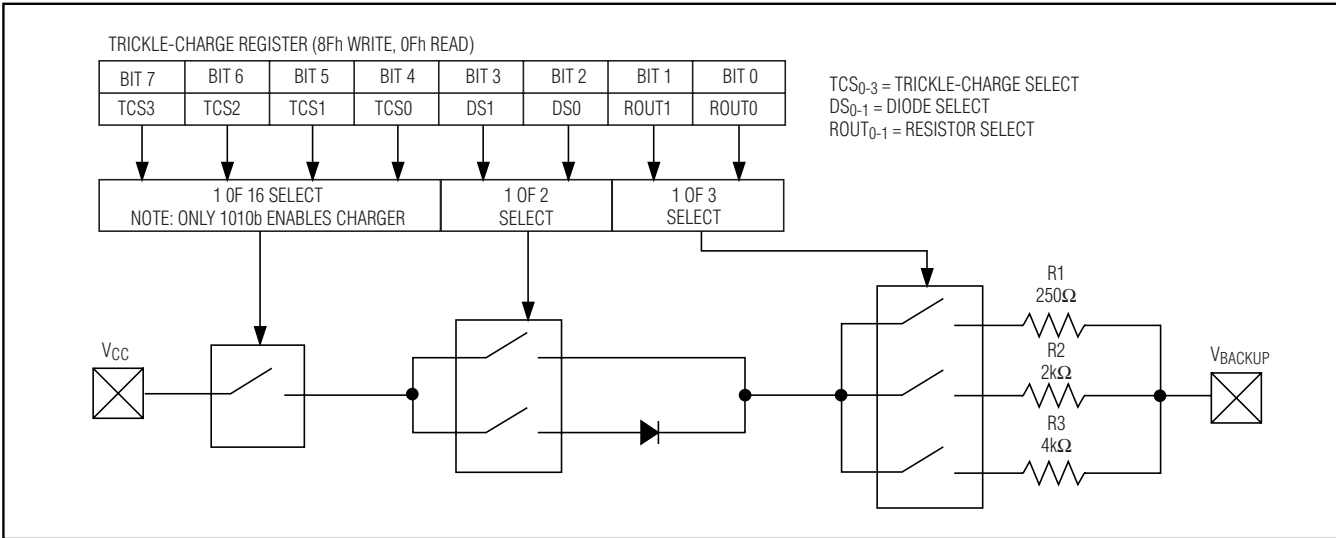 TRICKLE-CHARGE REGISTER (8Fh WRITE, 0Fh READ)
BIT 7 BIT 6 BIT 5 BIT 4 BIT 3 BIT 2 BIT 1 BIT 0
TCS3 TCS2 TCS1 TCS0 DS1 DS0 ROUT1 ROUT0
TCS0-3 = TRICKLE-CHARGE SELECT
DS0-1 = DIODE SELECT
ROUT0-1 = RESISTOR SELECT
1 0F 16 SELECT
NOTE: ONLY 1010b ENABLES CHARGER
1 OF 2
SELECT
1 OF 3
SELECT
VCC
R1
250Ω
R2
2kΩ
R3
4kΩ
VBACKUP